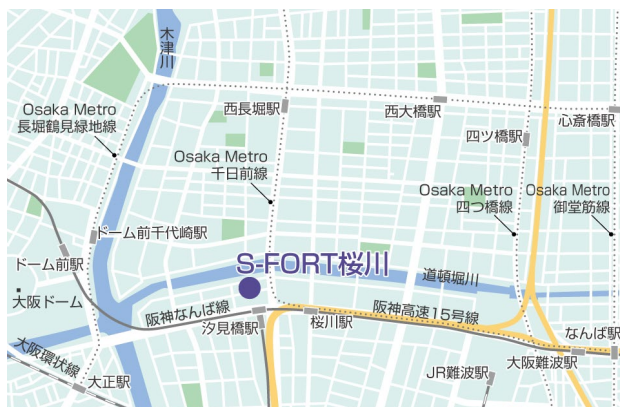 木津川
Osaka Metro
長堀鶴見緑地線
西長堀駅
西大橋駅
心斎橋駅
四ツ橋駅
Osaka Metro
千日前線
Osaka Metro
四つ橋線
Osaka Metro
御堂筋線
ドーム前千代崎駅
ドーム前駅
大阪ドーム
S-FORT桜川
道頓堀川
阪神なんば線
汐見橋駅
桜川駅
阪神高速15号線
なんば駅
大阪難波駅
JR難波駅
大阪環状線
大正駅